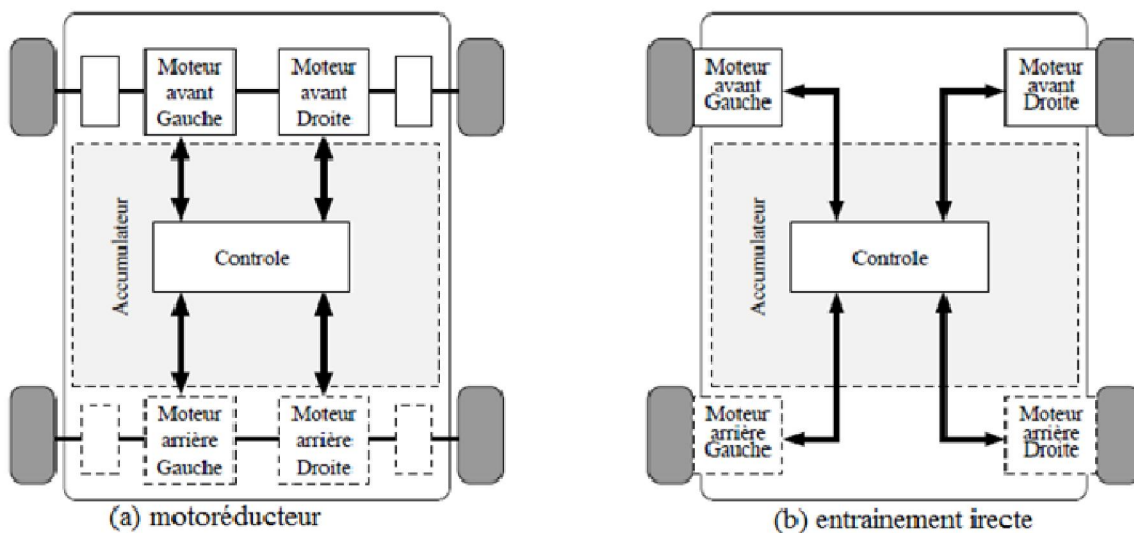 Moteur
avant
Gauche
Moteur
avant
Droite
Accumulateur
Controle
Moteur
arrière
Gauche
Moteur
arrière
Droite
(a) motoréducteur
Moteur
avant
Gauche
Moteur
avant
Droite
Accumulateur
Controle
Moteur
arrière
Gauche
Moteur
arrière
Droite
(b) entrainement irecte